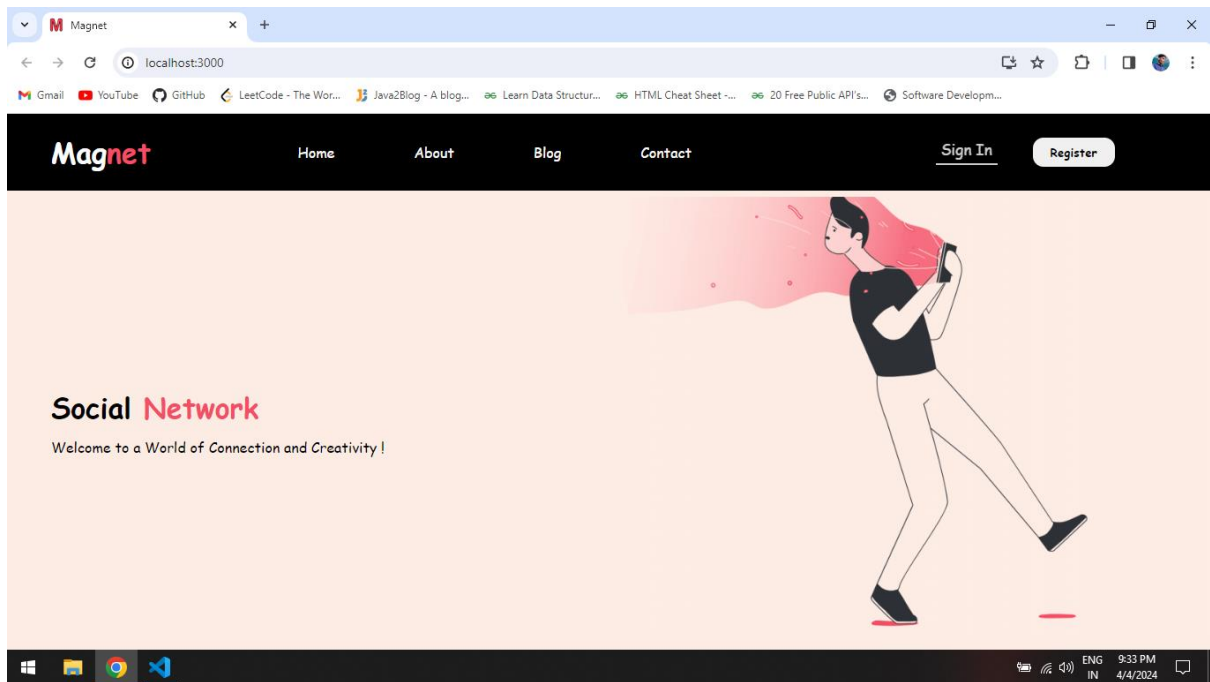 M Magnet
localhost:3000
Gmail YouTube GitHub LeetCode - The Wor... Java2Blog - A blog... Learn Data Structur... HTML Cheat Sheet -... 20 Free Public API's... Software Developm...
Magnet Home About Blog Contact Sign In Register
Social Network
Welcome to a World of Connection and Creativity !
ENG 9:33 PM
IN 4/4/2024